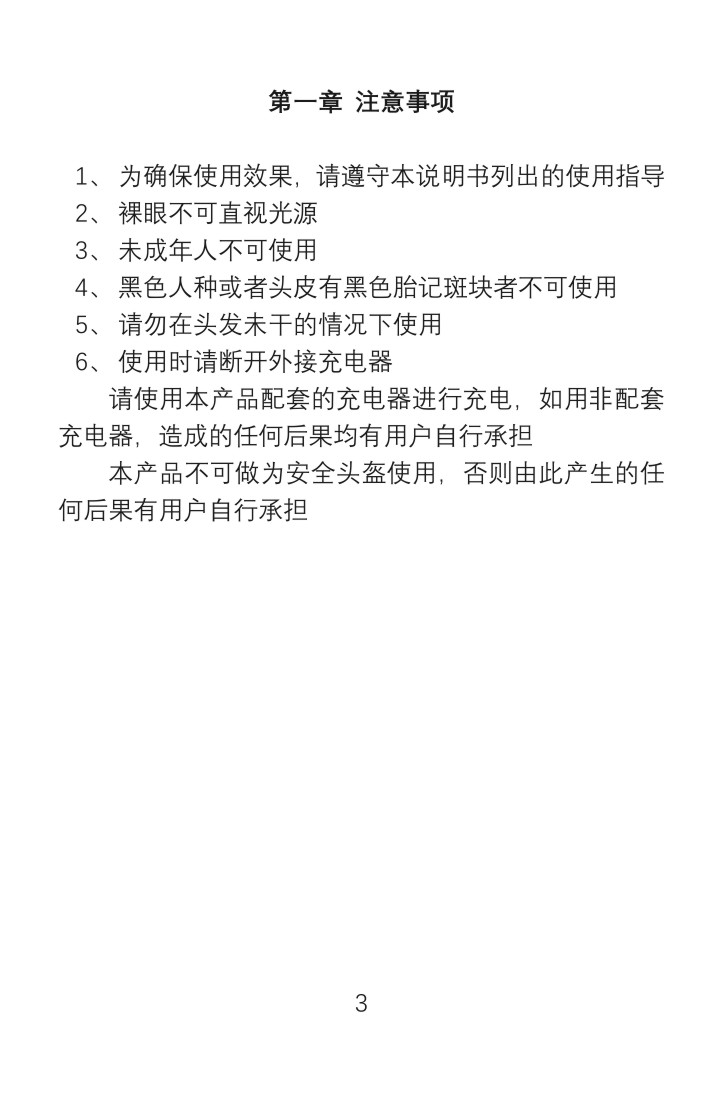 第一章 注意事项
1、 为确保使用效果，请遵守本说明书列出的使用指导
2、 裸眼不可直视光源
3、 未成年人不可使用
4、 黑色人种或者头皮有黑色胎记斑块者不可使用
5、 请勿在头发未干的情况下使用
6、 使用时请断开外接充电器
请使用本产品配套的充电器进行充电，如用非配套
充电器，造成的任何后果均有用户自行承担
本产品不可做为安全头盔使用，否则由此产生的任
何后果有用户自行承担
3